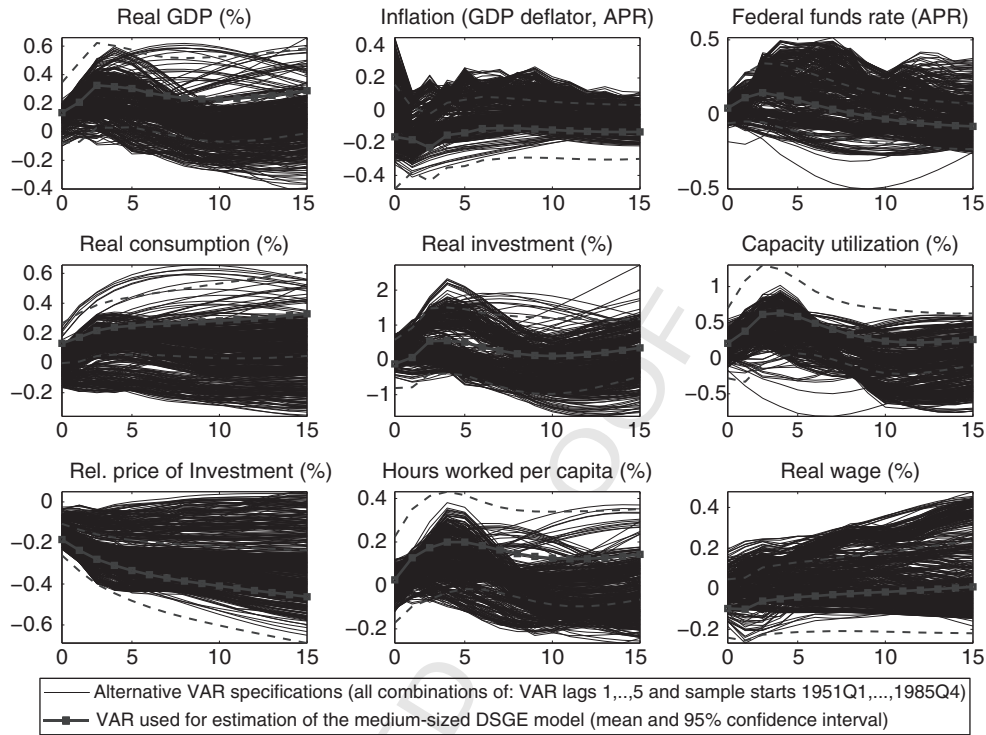 Real GDP (%) Inflation (GDP deflator, APR) Federal funds rate (APR)
0.6
0.4
0.2
0
−0.2
−0.4
0 5 10 15
0.4
0.2
0
−0.2
−0.4
0 5 10 15
0.5
0
−0.5
0 5 10 15
Real consumption (%) Real investment (%) Capacity utilization (%)
0.6
0.4
0.2
0
−0.2
0 5 10 15
2
1
0
−1
0 5 10 15
1
0.5
0
−0.5
0 5 10 15
Rel. price of Investment (%) Hours worked per capita (%) Real wage (%)
0
−0.2
−0.4
−0.6
0 5 10 15
0.4
0.2
0
−0.2
0 5 10 15
0.4
0.2
0
−0.2
0 5 10 15
Alternative VAR specifications (all combinations of: VAR lags 1,..,5 and sample starts 1951Q1,...,1985Q4)
VAR used for estimation of the medium-sized DSGE model (mean and 95% confidence interval)